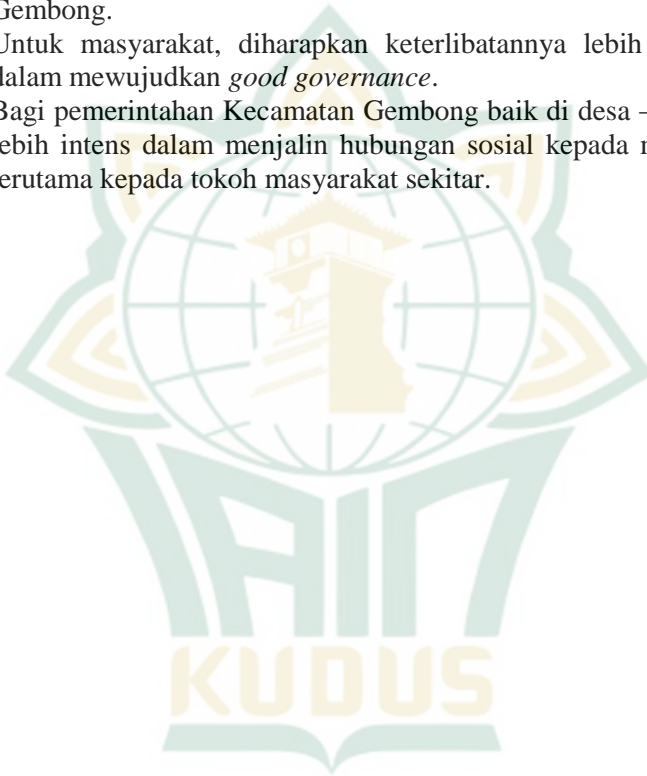 Gembong.
Untuk masyarakat, diharapkan keterlibatannya lebih
dalam mewujudkan good governance.
Bagi pemerintahan Kecamatan Gembong baik di desa –
lebih intens dalam menjalin hubungan sosial kepada
terutama kepada tokoh masyarakat sekitar.
IAIN
KUDUS